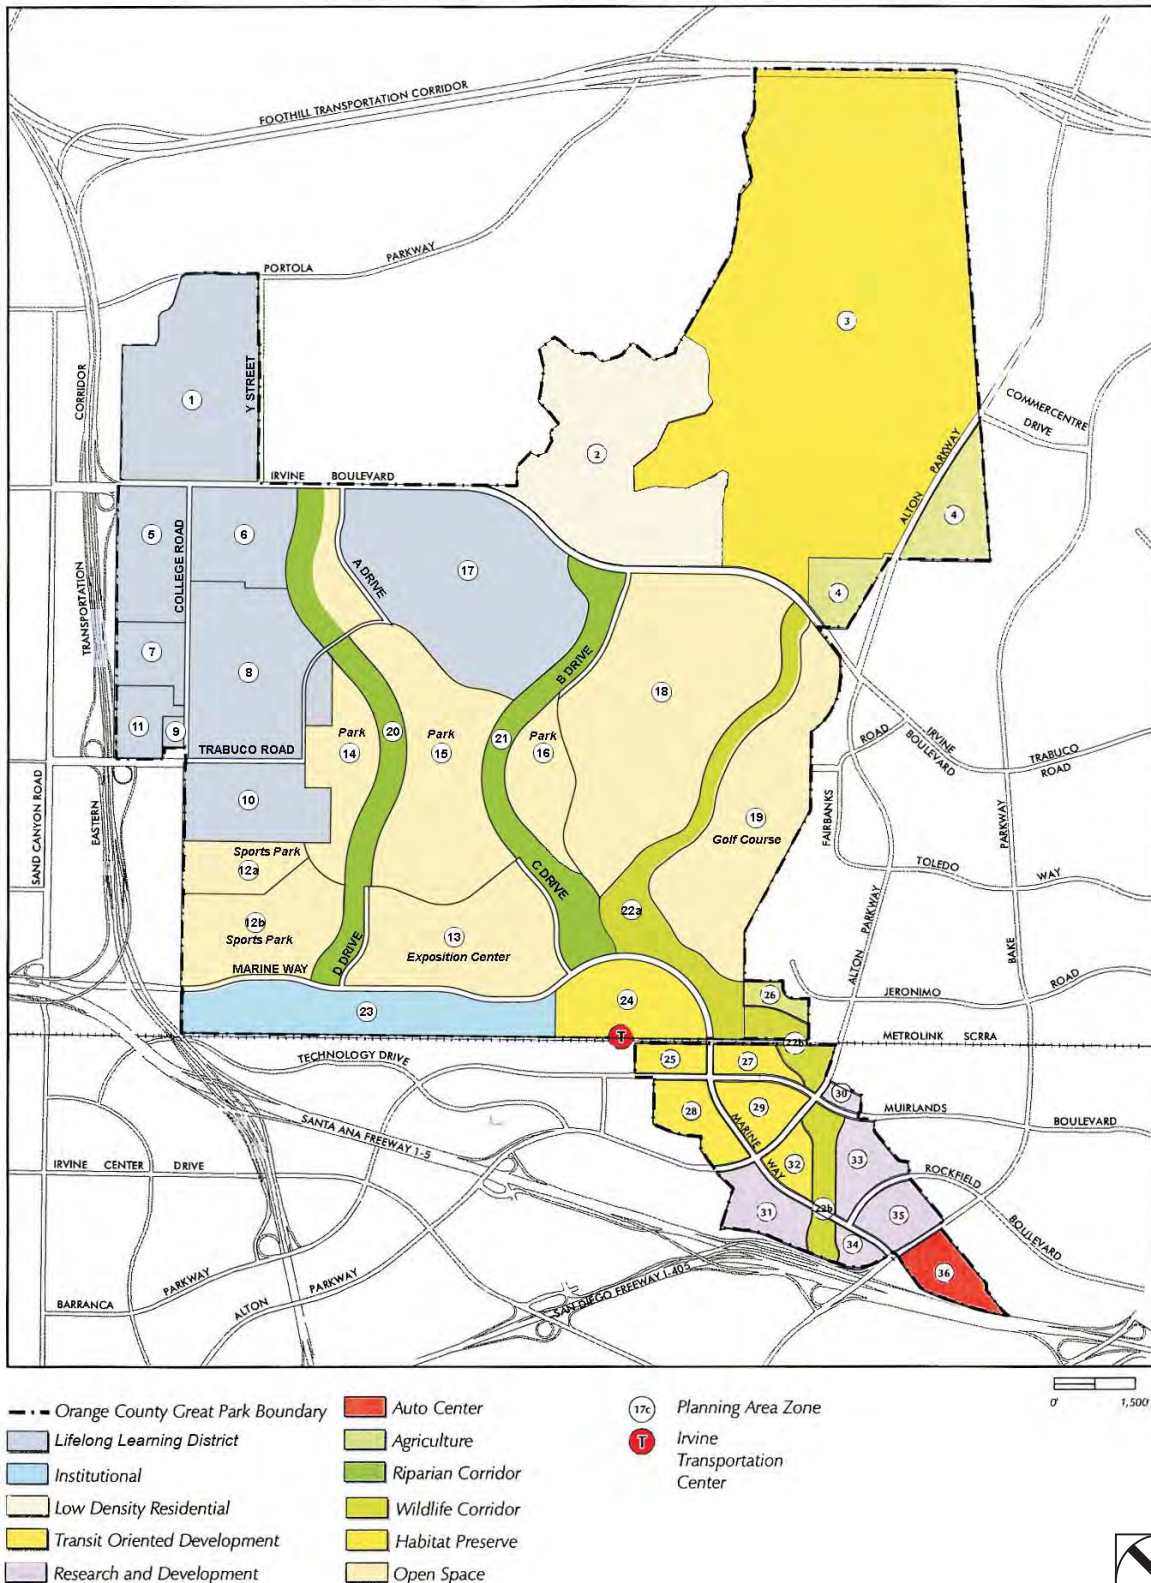 FOOTHILL TRANSPORTATION CORRIDOR
PORTOLA
PARKWAY
CORRIDOR
Y STREET
1
2
3
COMMERCENTRE
DRIVE
ALTON PARKWAY
IRVINE BOULEVARD
4
5
COLLEGE ROAD
6
A DRIVE
17
4
TRANSPORTATION
7
8
B DRIVE
18
11
9
TRABUCO ROAD
Park
14
20
Park
15
21
Park
16
ROAD
IRVINE
BOULEVARD
TRABUCO
ROAD
SAND CANYON ROAD
EASTERN
10
19
Golf Course
FAIRBANKS
PARKWAY
Sports Park
12a
C DRIVE
TOLEDO
WAY
22a
12b
Sports Park
D DRIVE
13
Exposition Center
ALTON PARKWAY
BAKE
MARINE WAY
23
24
26
JERONIMO
ROAD
T
22b
METROLINK SCRRA
TECHNOLOGY DRIVE
25
27
30
SANTA ANA FREEWAY 1-5
28
29
MARINE WAY
MUIRLANDS
BOULEVARD
IRVINE CENTER DRIVE
32
33
ROCKFIELD
BOULEVARD
31
22b
35
34
36
BARRANCA
PARKWAY
ALTON
PARKWAY
SAN DIEGO FREEWAY I-405
Orange County Great Park Boundary
Lifelong Learning District
Institutional
Low Density Residential
Transit Oriented Development
Research and Development
Auto Center
Agriculture
Riparian Corridor
Wildlife Corridor
Habitat Preserve
Open Space
17c
Planning Area Zone
T
Irvine
Transportation
Center
0' 1,500'